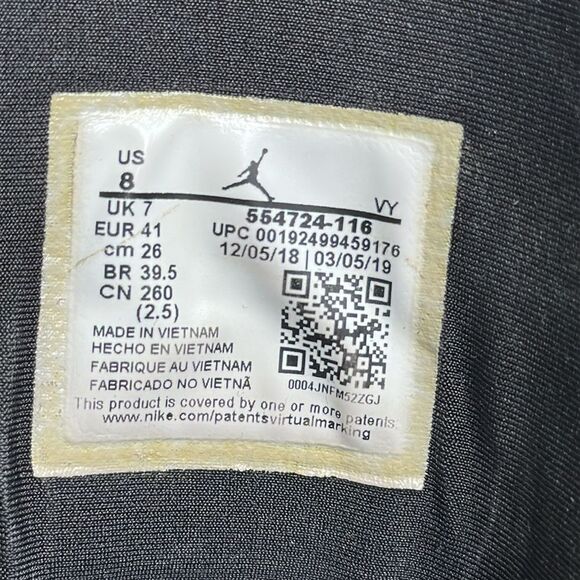 US
8
VY
UK 7 554724-116
EUR 41 UPC 00192499459176
cm 26 12/05/18 | 03/05/19
BR 39.5
CN 260
(2.5)
MADE IN VIETNAM
HECHO EN VIETNAM
FABRIQUE AU VIETNAM
FABRICADO NO VIETNÃ
0004JNFM52ZGJ
This product is covered by one or more patents:
www.nike.com/patentsvirtualmarking